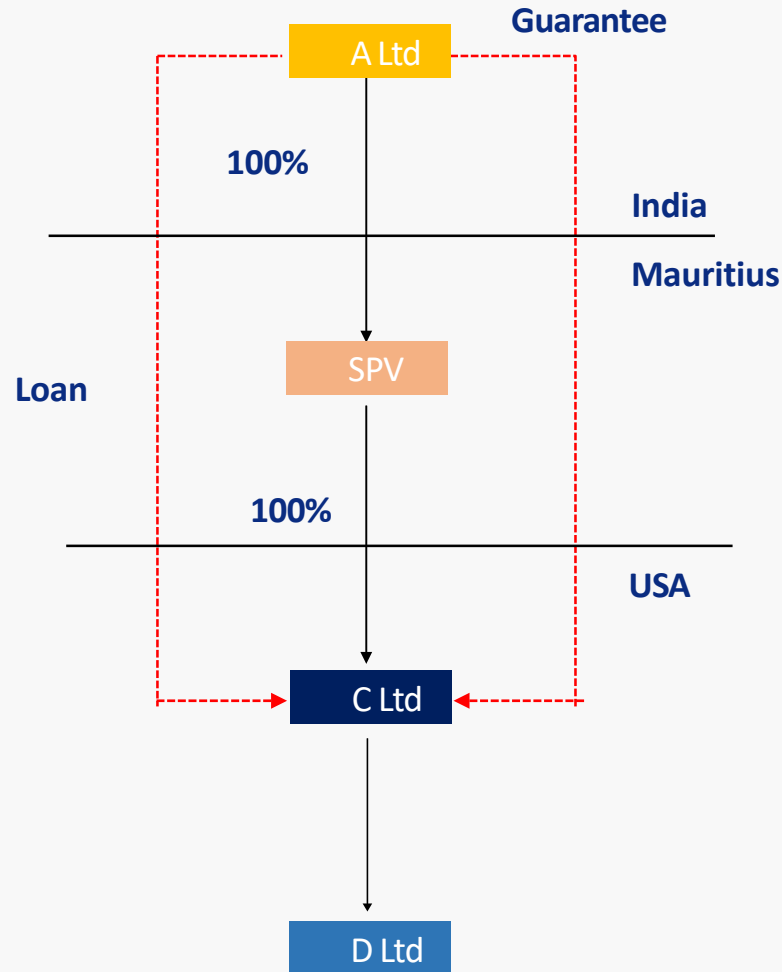 Guarantee
A Ltd
100%
India
Mauritius
SPV
Loan
100%
USA
C Ltd
D Ltd